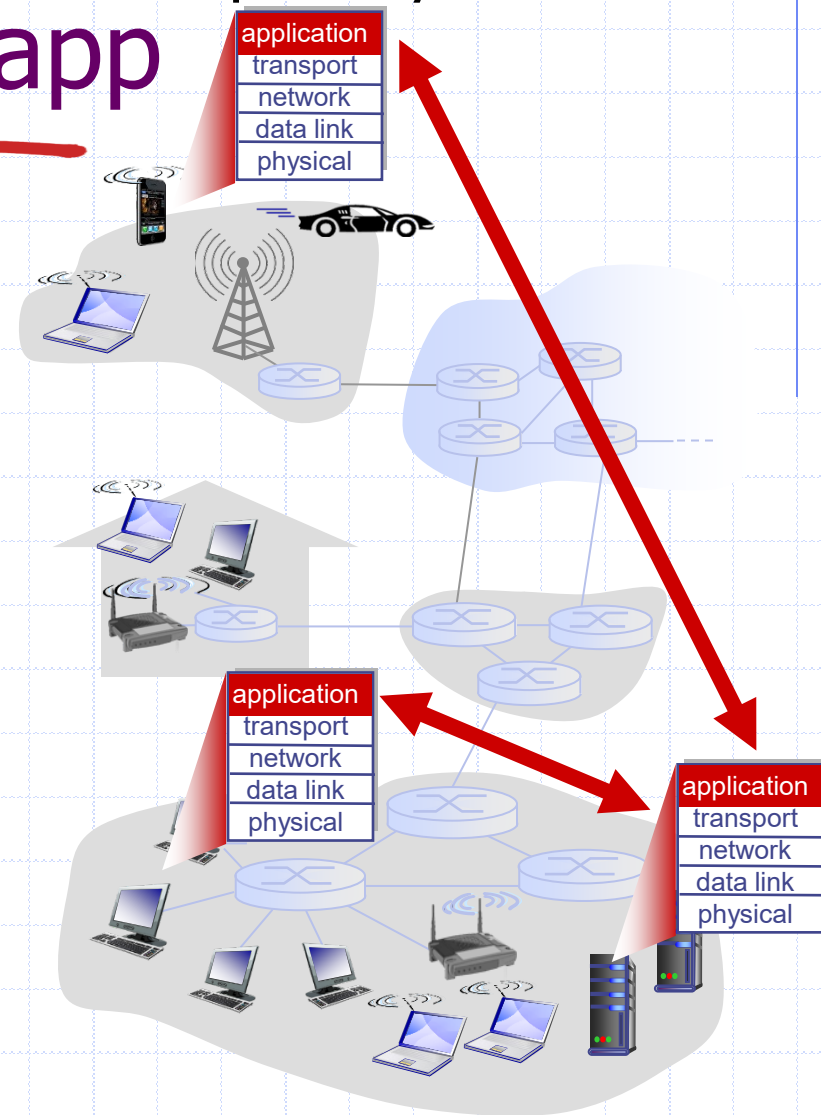 app
application
transport
network
data link
physical
application
transport
network
data link
physical
application
transport
network
data link
physical